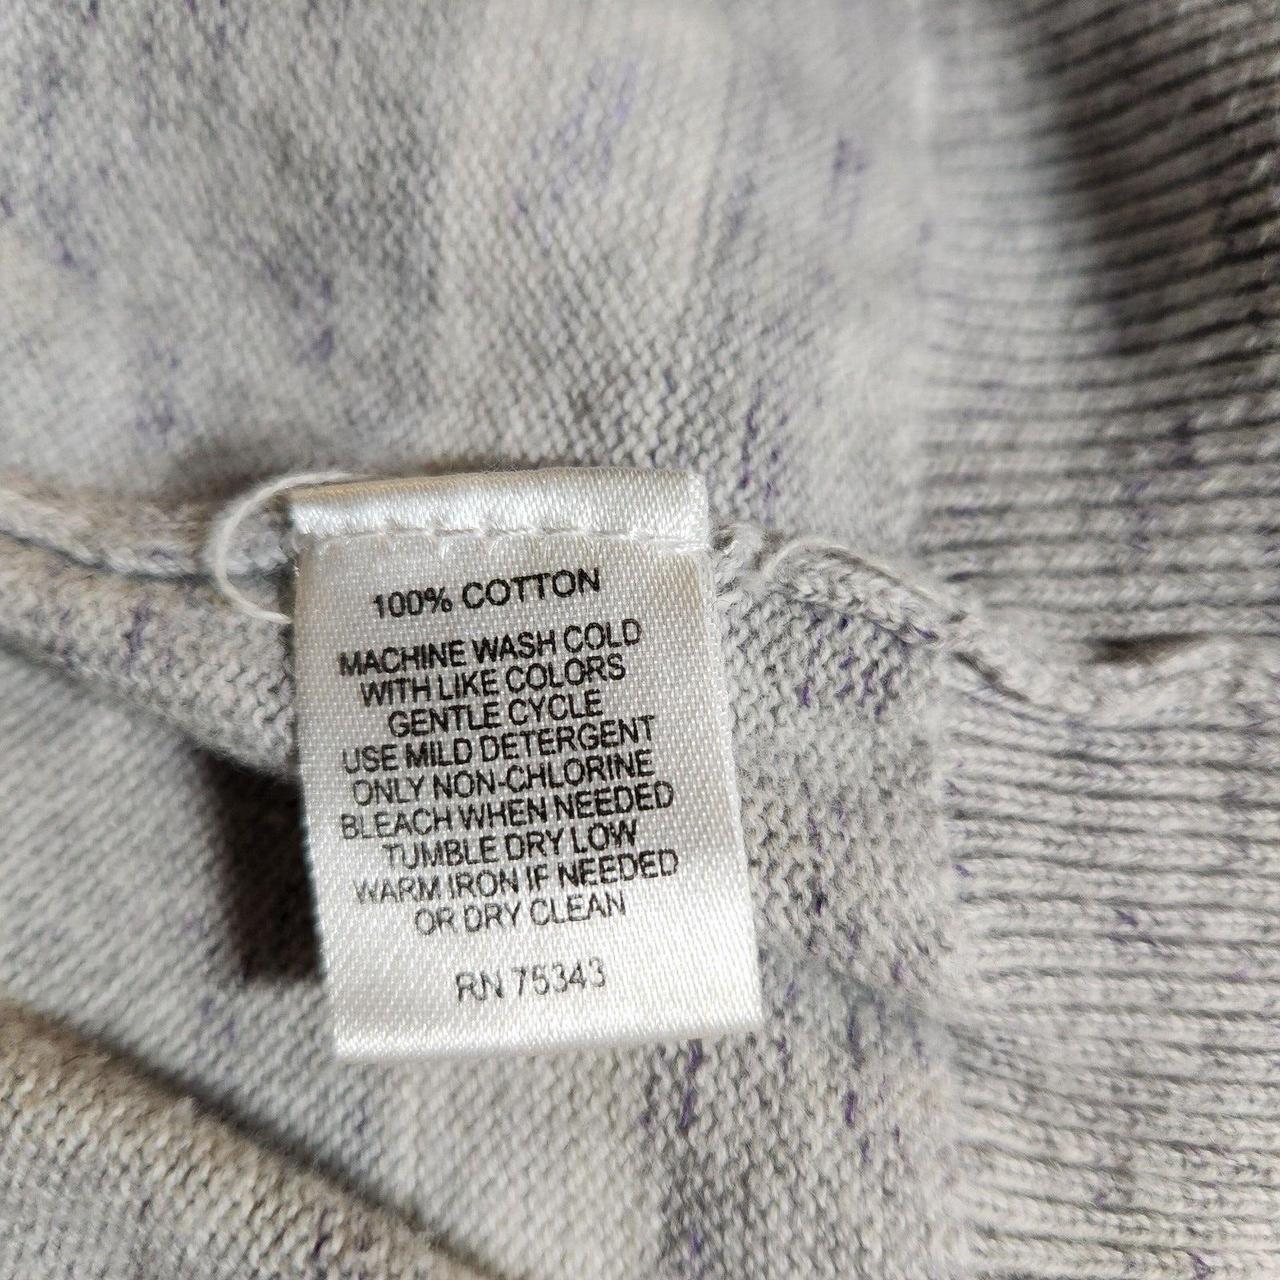 100% COTTON
MACHINE WASH COLD
WITH LIKE COLORS
GENTLE CYCLE
USE MILD DETERGENT
ONLY NON-CHLORINE
BLEACH WHEN NEEDED
TUMBLE DRY LOW
WARM IRON IF NEEDED
OR DRY CLEAN
RN 75343